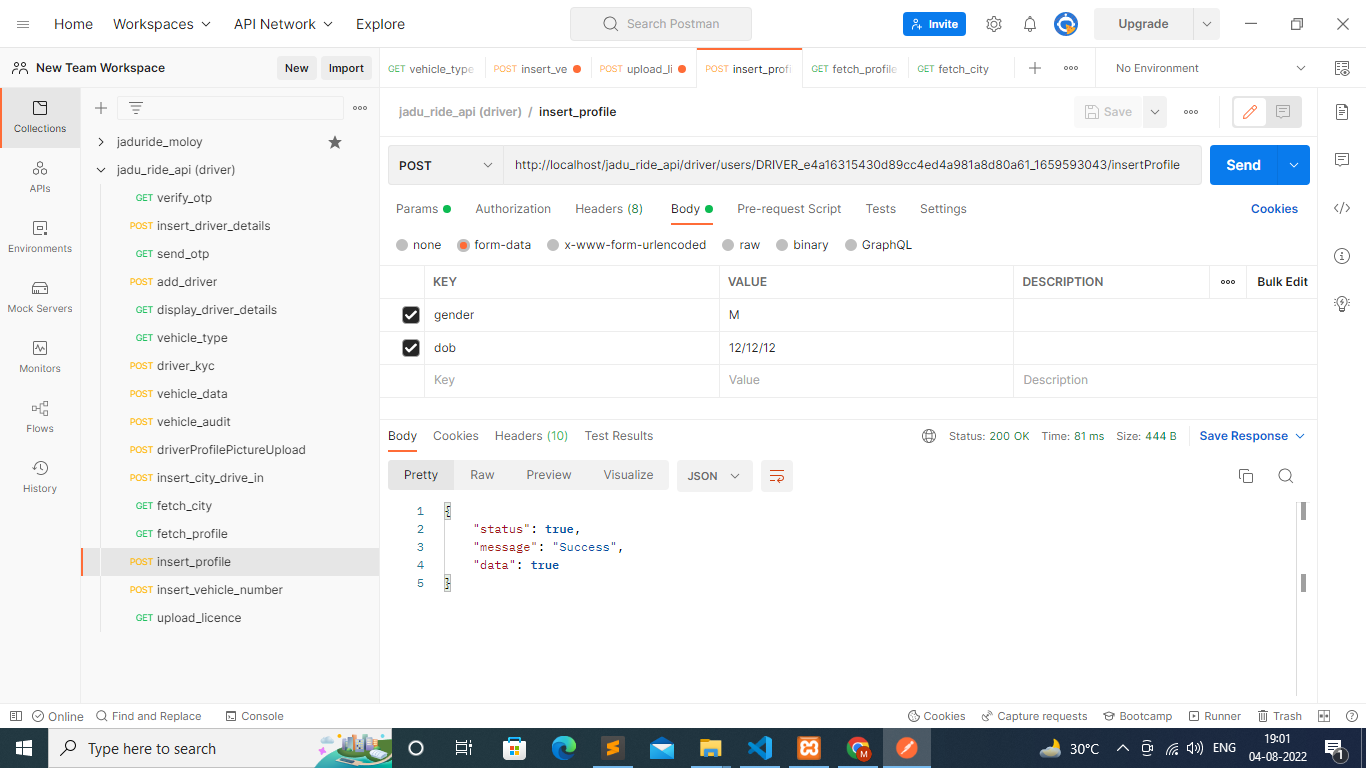 Home Workspaces API Network Explore
Search Postman
Invite Upgrade
New Team Workspace New Import
GET vehicle_type POST insert_ve POST upload_li POST insert_profi GET fetch_profile GET fetch_city No Environment
Collections
APIs
Environments
Mock Servers
Monitors
Flows
History
jaduride_moloy
jadu_ride_api (driver)
GET verify_otp
POST insert_driver_details
GET send_otp
POST add_driver
GET display_driver_details
GET vehicle_type
POST driver_kyc
POST vehicle_data
POST vehicle_audit
POST driverProfilePictureUpload
POST insert_city_drive_in
GET fetch_city
GET fetch_profile
POST insert_profile
POST insert_vehicle_number
GET upload_licence
jadu_ride_api (driver) / insert_profile Save
POST http://localhost/jadu_ride_api/driver/users/DRIVER_e4a16315430d89cc4ed4a981a8d80a61_1659593043/insertProfile Send
Params Authorization Headers (8) Body Pre-request Script Tests Settings Cookies
none form-data x-www-form-urlencoded raw binary GraphQL
KEY VALUE DESCRIPTION Bulk Edit
gender M
dob 12/12/12
Key Value Description
Body Cookies Headers (10) Test Results Status: 200 OK Time: 81 ms Size: 444 B Save Response
Pretty Raw Preview Visualize JSON
1 {
2 "status": true,
3 "message": "Success",
4 "data": true
5 }
Online Find and Replace Console Cookies Capture requests Bootcamp Runner Trash
Type here to search 30°C ENG 19:01
04-08-2022 1